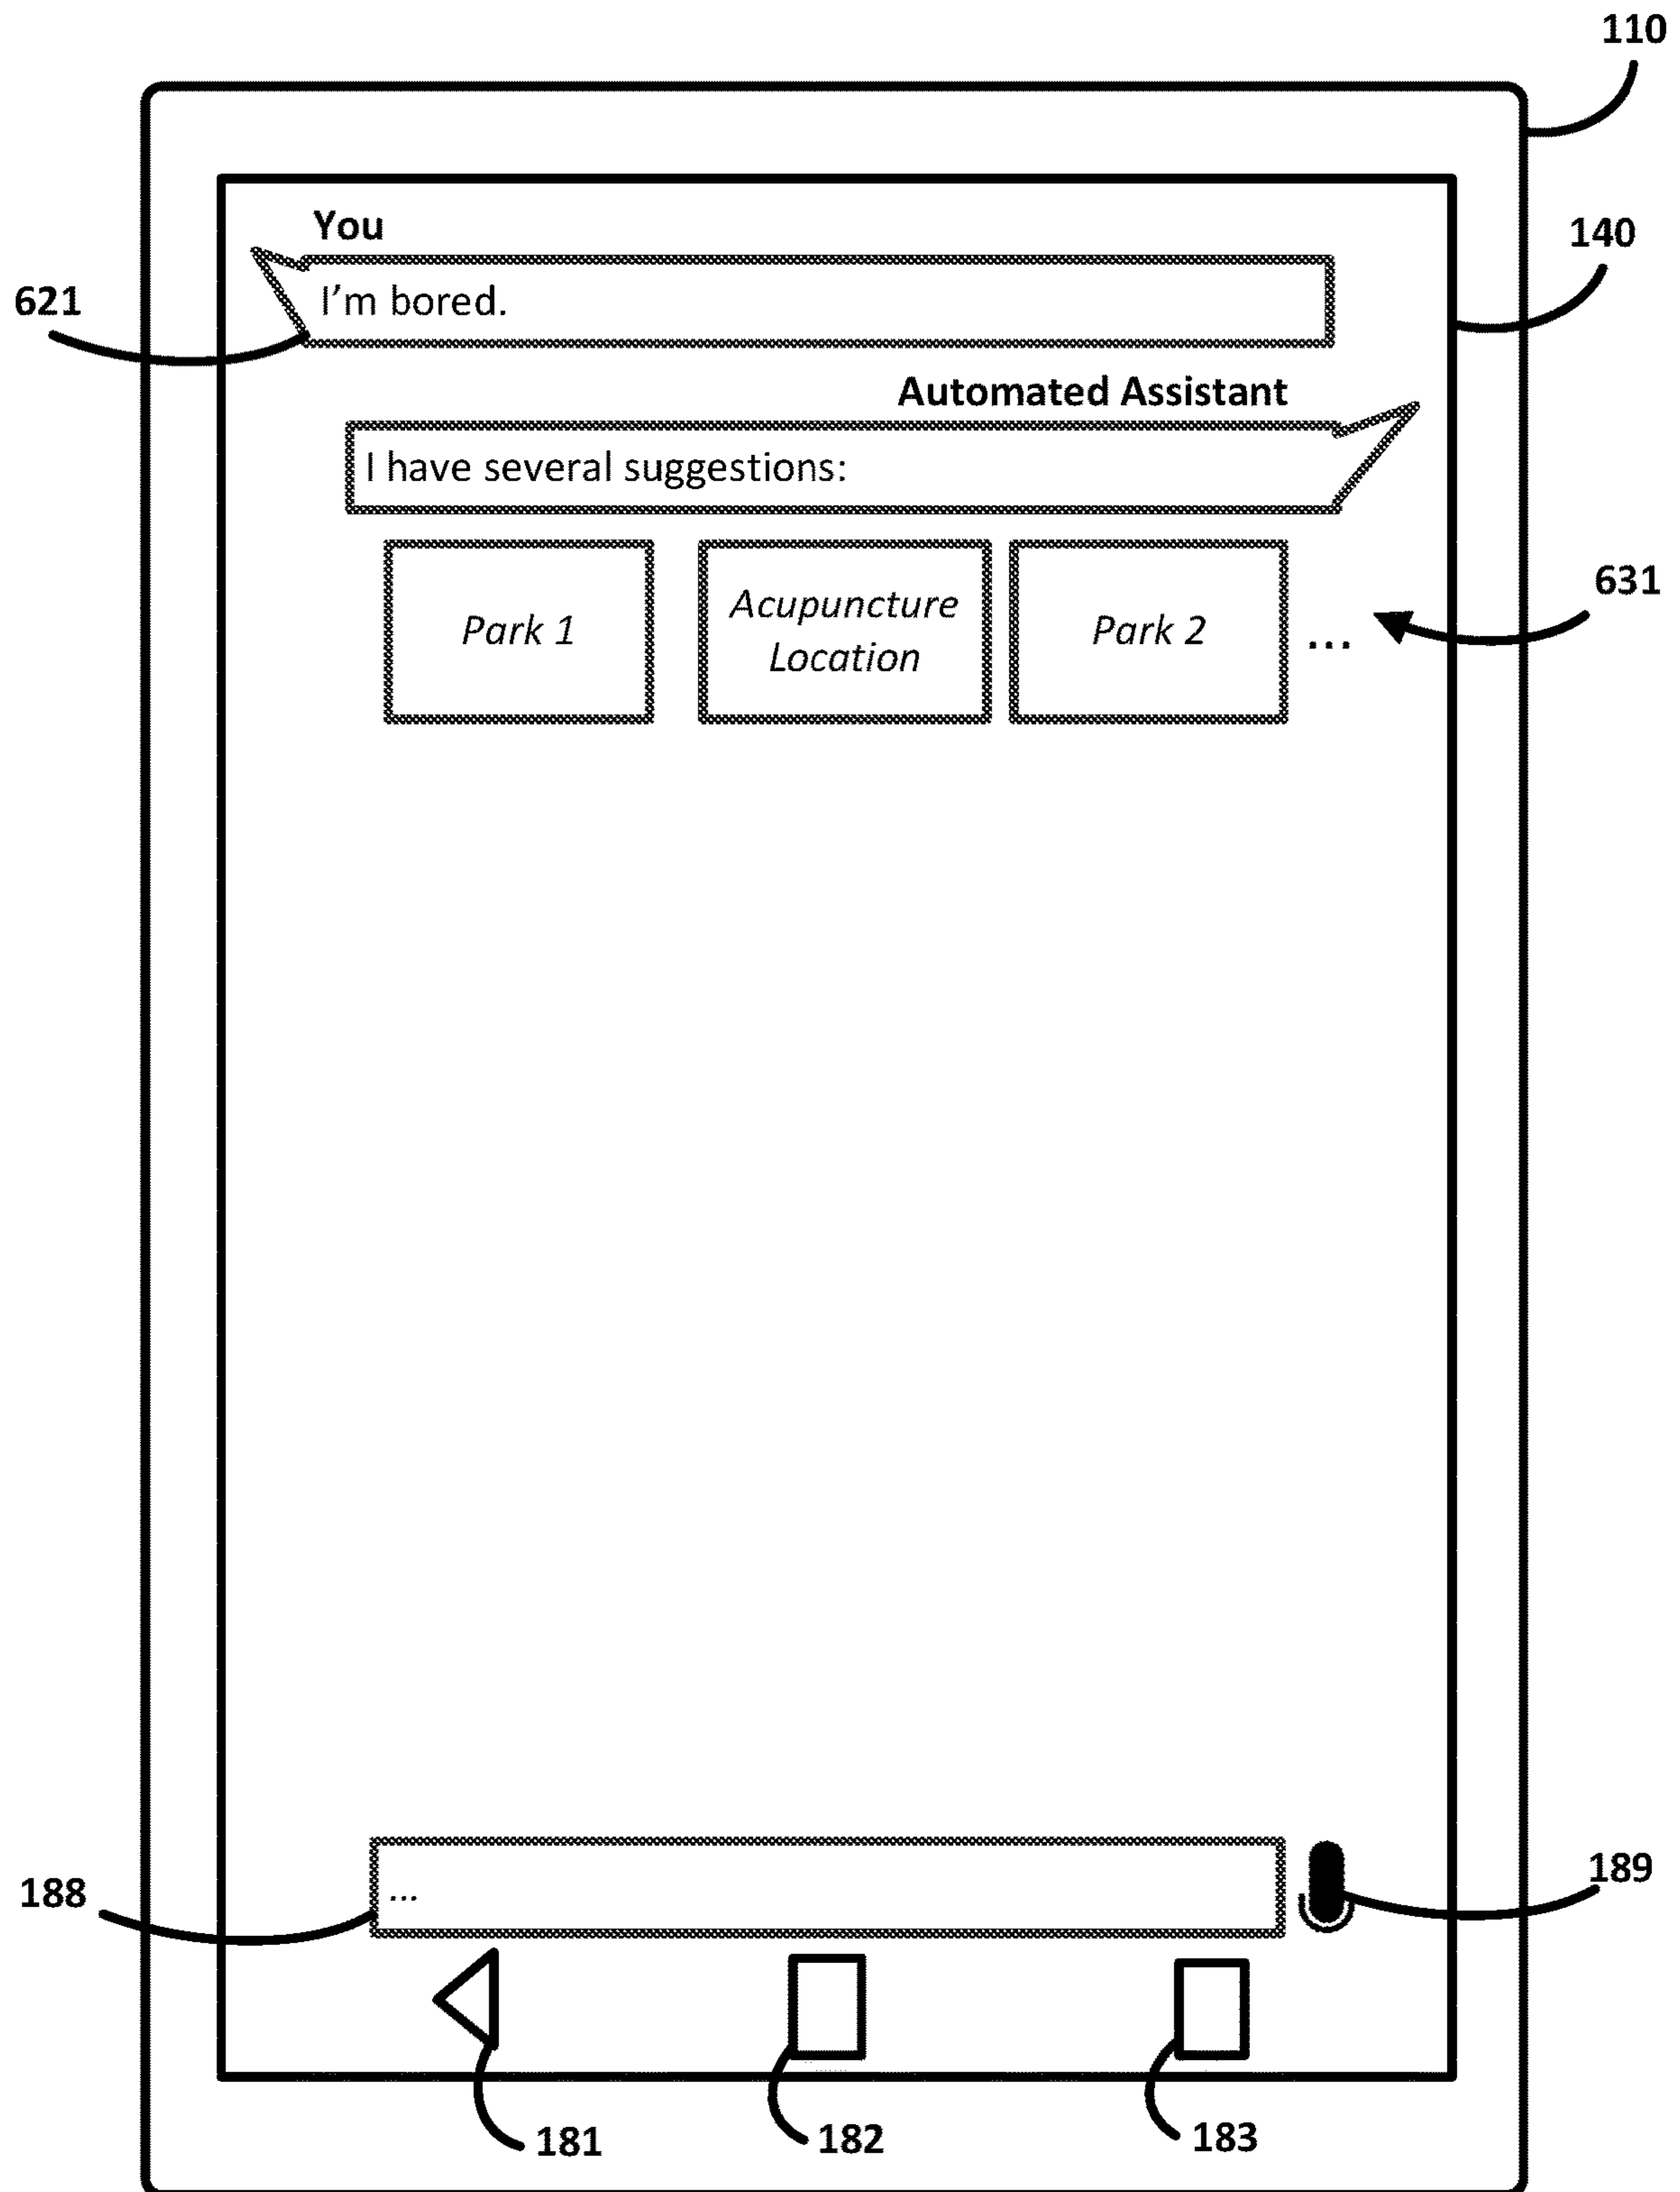 110
You
140
621
I'm bored.
Automated Assistant
I have several suggestions:
631
Park 1
Acupuncture
Location
Park 2
...
188
...
189
181
182
183